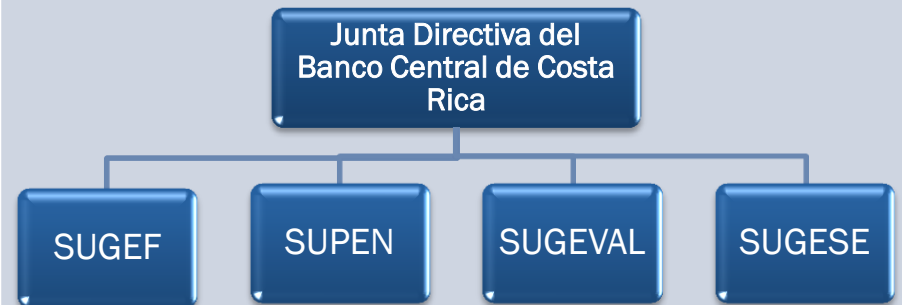 Junta Directiva del
Banco Central de Costa
Rica
SUGEF
SUPEN
SUGEVAL
SUGESE